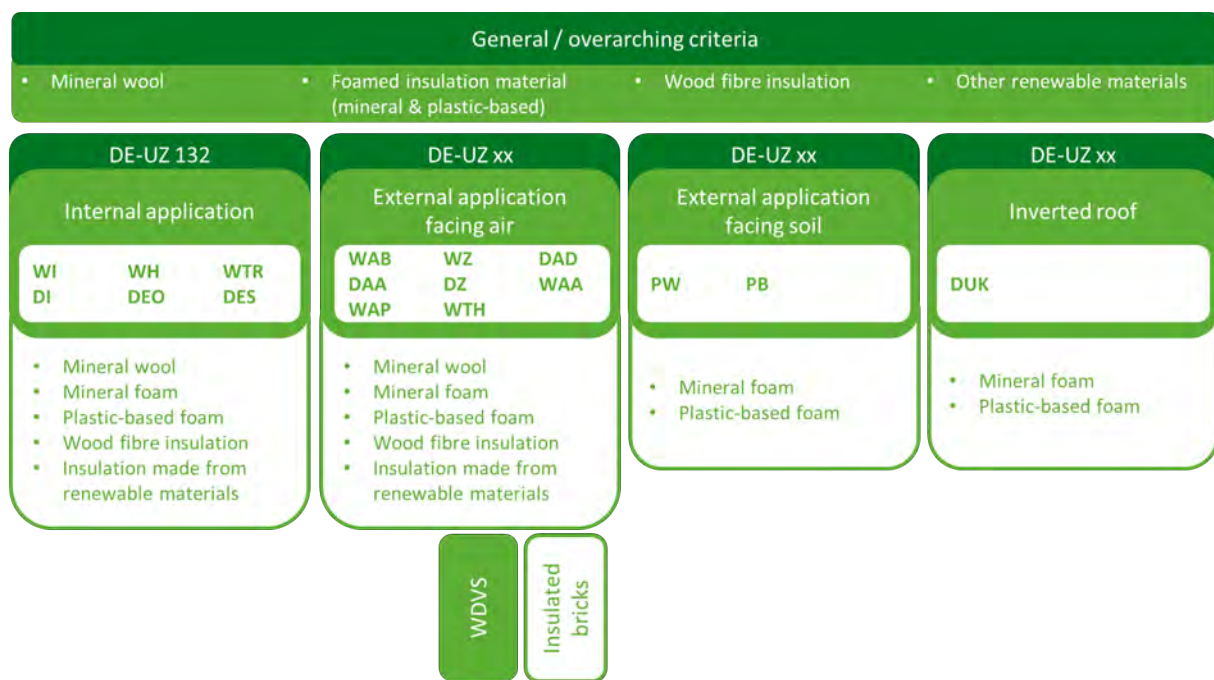 General / overarching criteria
• Mineral wool
• Foamed insulation material
(mineral & plastic-based)
• Wood fibre insulation
• Other renewable materials
DE-UZ 132
Internal application
WI WH WTR
DI DEO DES
• Mineral wool
• Mineral foam
• Plastic-based foam
• Wood fibre insulation
• Insulation made from
renewable materials
DE-UZ xx
External application
facing air
WAB WZ DAD
DAA DZ WAA
WAP WTH
• Mineral wool
• Mineral foam
• Plastic-based foam
• Wood fibre insulation
• Insulation made from
renewable materials
DE-UZ xx
External application
facing soil
PW PB
• Mineral foam
• Plastic-based foam
DE-UZ xx
Inverted roof
DUK
• Mineral foam
• Plastic-based foam
WDVS
Insulated
bricks